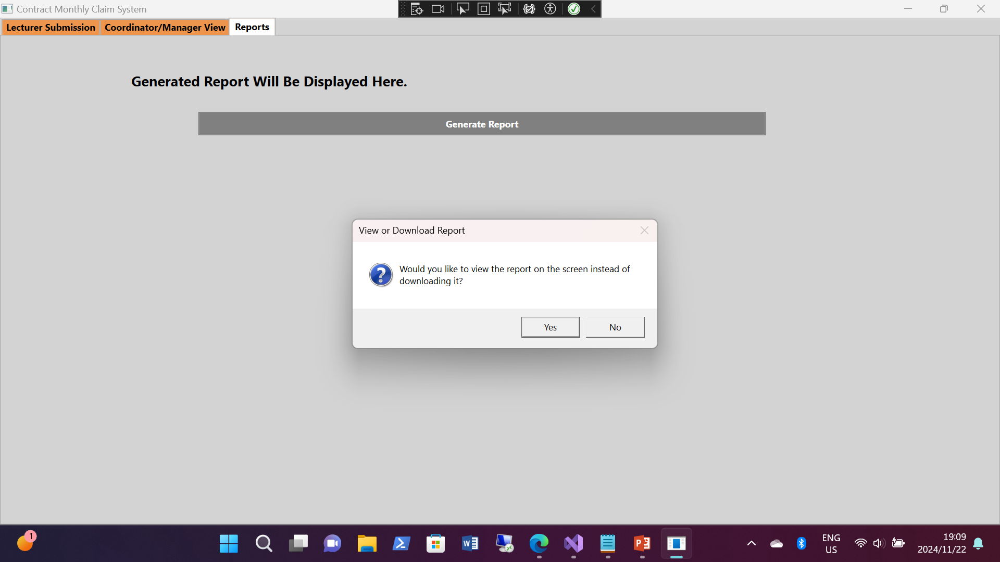 Contract Monthly Claim System
Lecturer Submission
Coordinator/Manager View
Reports
Generated Report Will Be Displayed Here.
Generate Report
View or Download Report
Would you like to view the report on the screen instead of
downloading it?
Yes
No
1
ENG
US
19:09
2024/11/22